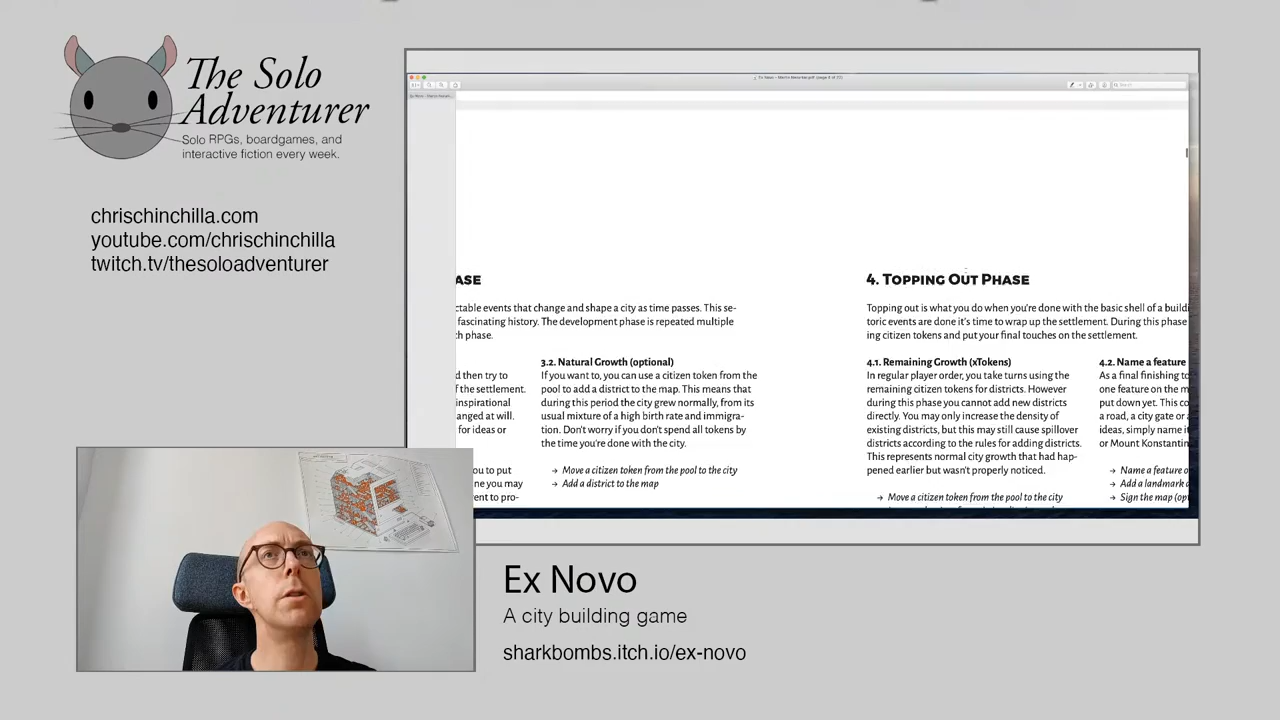 The Solo
Adventurer
Solo RPGs, boardgames, and
interactive fiction every week.
chrischinchilla.com
youtube.com/chrischinchilla
twitch.tv/thesoloadventurer
ASE
ctable events that change and shape a city as time passes. This se-
fascinating history. The development phase is repeated multiple
ch phase.
d then try to
f the settlement.
inspirational
anged at will.
for ideas or
ou to put
ne you may
ent to pro-
3.2. Natural Growth (optional)
If you want to, you can use a citizen token from the
pool to add a district to the map. This means that
during this period the city grew normally, from its
usual mixture of a high birth rate and immigra-
tion. Don't worry if you don't spend all tokens by
the time you're done with the city.
→ Move a citizen token from the pool to the city
→ Add a district to the map
4. Topping Out Phase
Topping out is what you do when you're done with the basic shell of a buildi
toric events are done it's time to wrap up the settlement. During this phase
ing citizen tokens and put your final touches on the settlement.
4.1. Remaining Growth (xTokens)
In regular player order, you take turns using the
remaining citizen tokens for districts. However
during this phase you cannot add new districts
directly. You may only increase the density of
existing districts, but this may still cause spillover
districts according to the rules for adding districts.
This represents normal city growth that had hap-
pened earlier but wasn't properly noticed.
→ Move a citizen token from the pool to the city
4.2. Name a feature
As a final finishing to
one feature on the m
put down yet. This co
a road, a city gate or a
ideas, simply name it
or Mount Konstantin
→ Name a feature o
→ Add a landmark a
→ Sign the map (opt
Ex Novo
A city building game
sharkbombs.itch.io/ex-novo